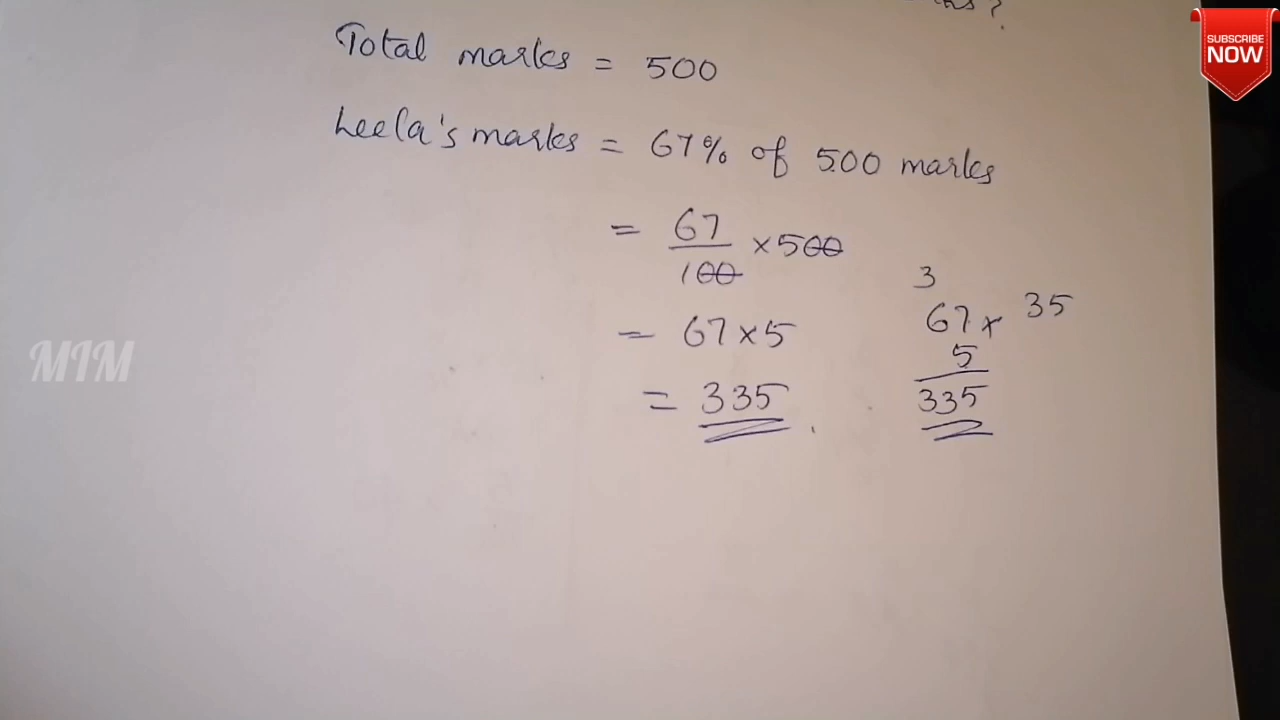 SUBSCRIBE
NOW
Total marks = 500
Leela's marks = 67% of 500 marks
= 67/100 × 500
3
67 × 35
= 67 × 5
5
= 335
335
MIM